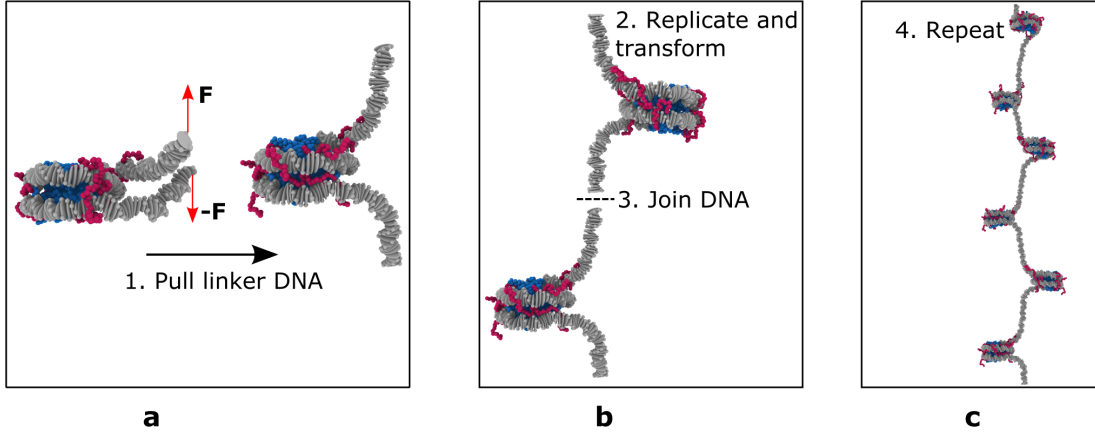 F
-F
1. Pull linker DNA
2. Replicate and
transform
3. Join DNA
4. Repeat
a
b
c